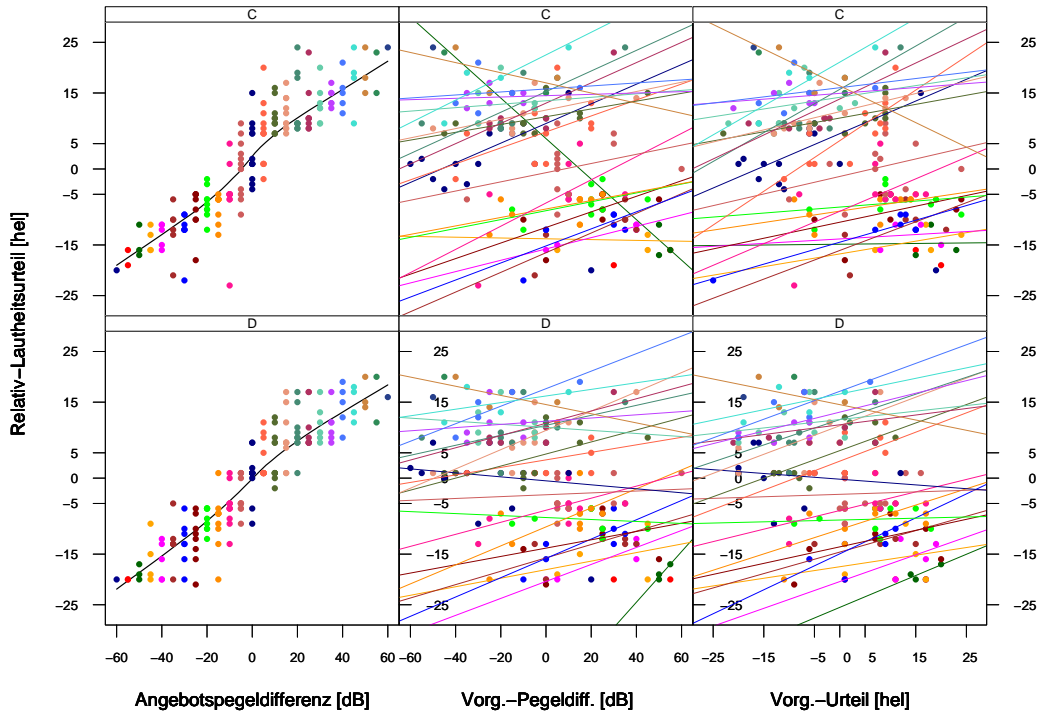 C C C
25 25
15 15
5 5
0 0
−5 −5
−15 −15
−25 −25
D D D
25 25 25 25
15 15 15 15
5 5 5 5
0 0 0 0
−5 −5 −5 −5
−15 −15 −15 −15
−25 −25 −25 −25
−60 −40 −20 0 20 40 60 −60 −40 −20 0 20 40 60 −25 −15 −5 0 5 15 25
Angebotspegeldifferenz [dB] Vorg.−Pegeldiff. [dB] Vorg.−Urteil [hel]
Relativ−Lautheitsurteil [hel]